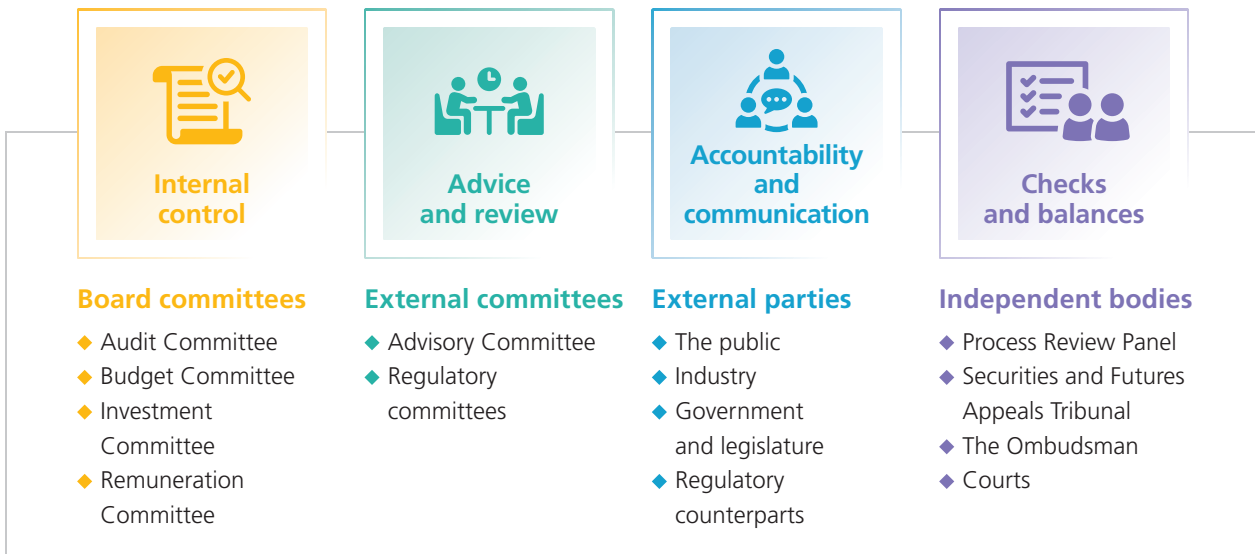 Internal
control
Board committees
Audit Committee
Budget Committee
Investment
Committee
Remuneration
Committee
Advice
and review
External committees
Advisory Committee
Regulatory
committees
Accountability
and
communication
External parties
The public
Industry
Government
and legislature
Regulatory
counterparts
Checks
and balances
Independent bodies
Process Review Panel
Securities and Futures
Appeals Tribunal
The Ombudsman
Courts